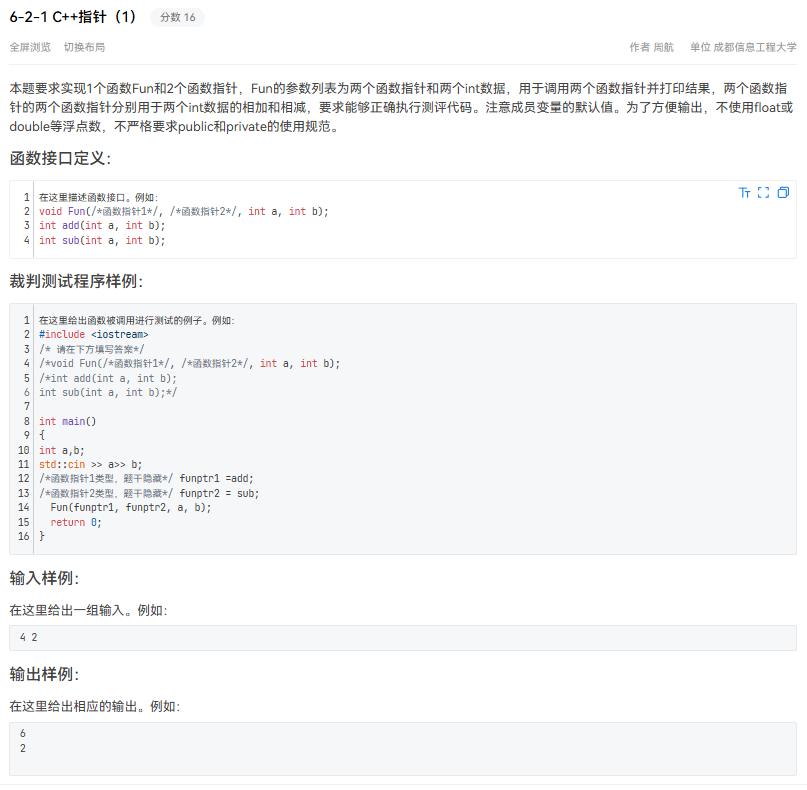 6-2-1 C++指针（1） 分数 16
全屏浏览 切换布局 作者 周航 单位 成都信息工程大学
本题要求实现1个函数Fun和2个函数指针，Fun的参数列表为两个函数指针和两个int数据，用于调用两个函数指针并打印结果，两个函数指
针的两个函数指针分别用于两个int数据的相加和相减，要求能够正确执行测评代码。注意成员变量的默认值。为了方便输出，不使用float或
double等浮点数，不严格要求public和private的使用规范。
函数接口定义：
1 在这里描述函数接口。例如：
2 void Fun(/*函数指针1*/, /*函数指针2*/, int a, int b);
3 int add(int a, int b);
4 int sub(int a, int b);
裁判测试程序样例：
1 在这里给出函数被调用进行测试的例子。例如：
2 #include <iostream>
3 /* 请在下方填写答案*/
4 /*void Fun(/*函数指针1*/, /*函数指针2*/, int a, int b);
5 /*int add(int a, int b);
6 int sub(int a, int b);*/
7
8 int main()
9 {
10 int a,b;
11 std::cin >> a>> b;
12 /*函数指针1类型，题干隐藏*/ funptr1 =add;
13 /*函数指针2类型，题干隐藏*/ funptr2 = sub;
14 Fun(funptr1, funptr2, a, b);
15 return 0;
16 }
输入样例：
在这里给出一组输入。例如：
4 2
输出样例：
在这里给出相应的输出。例如：
6
2